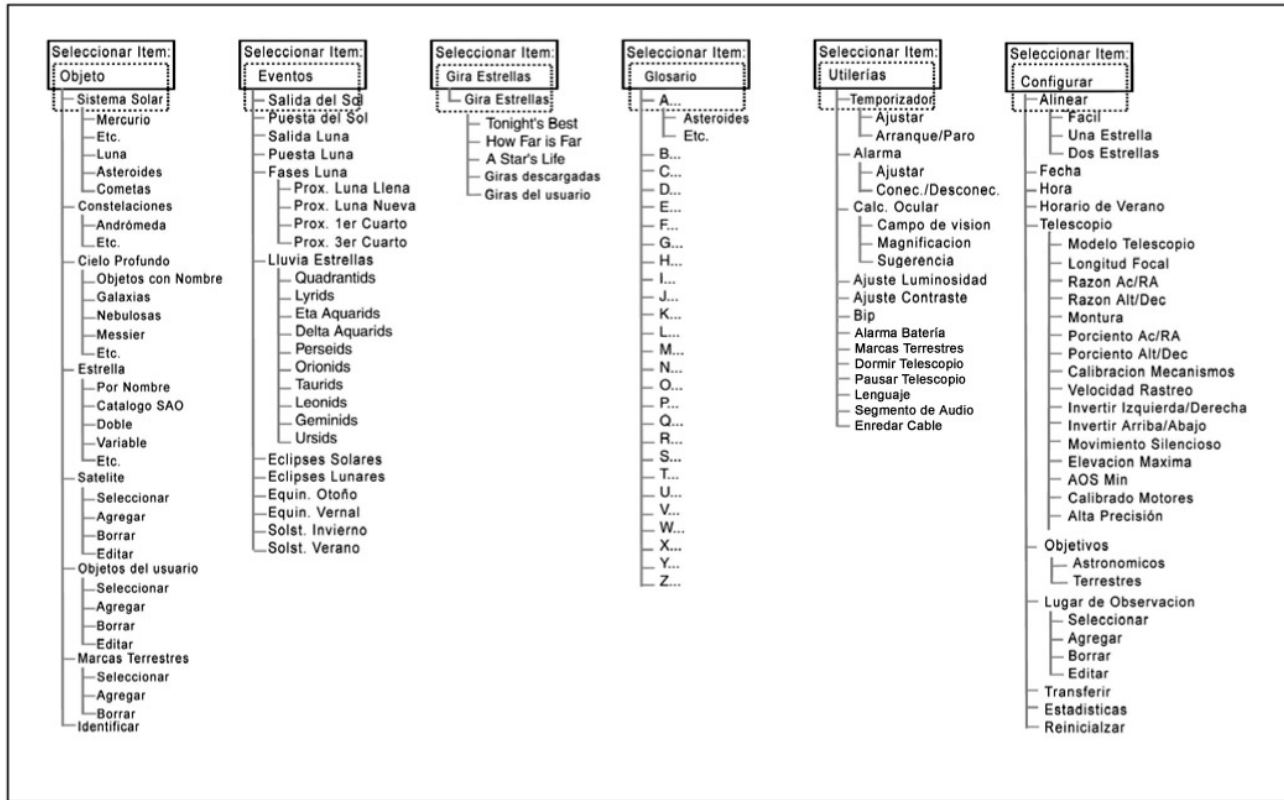 Seleccionar Item:
Objeto
Sistema Solar
Mercurio
Etc.
Luna
Asteroides
Cometas
Constelaciones
Andrómeda
Etc.
Cielo Profundo
Objetos con Nombre
Galaxias
Nebulosas
Messier
Etc.
Estrella
Por Nombre
Catalogo SAO
Doble
Variable
Etc.
Satelite
Seleccionar
Agregar
Borrar
Editar
Objetos del usuario
Seleccionar
Agregar
Borrar
Editar
Marcas Terrestres
Seleccionar
Agregar
Borrar
Identificar
Seleccionar Item:
Eventos
Salida del Sol
Puesta del Sol
Salida Luna
Puesta Luna
Fases Luna
Prox. Luna Llena
Prox. Luna Nueva
Prox. 1er Cuarto
Prox. 3er Cuarto
Lluvia Estrellas
Quadrantids
Lyrids
Eta Aquarids
Delta Aquarids
Perseids
Orionids
Taurids
Leonids
Geminids
Ursids
Eclipses Solares
Eclipses Lunares
Equin. Otoño
Equin. Vernal
Solst. Invierno
Solst. Verano
Seleccionar Item:
Gira Estrellas
Gira Estrellas
Tonight's Best
How Far is Far
A Star's Life
Giras descargadas
Giras del usuario
Seleccionar Item:
Glosario
A...
Asteroides
Etc.
B...
C...
D...
E...
F...
G...
H...
I...
J...
K...
L...
M...
N...
O...
P...
Q...
R...
S...
T...
U...
V...
W...
X...
Y...
Z...
Seleccionar Item:
Utilerías
Temporizador
Ajustar
Arranque/Paro
Alarma
Ajustar
Conec./Desconec.
Calc. Ocular
Campo de vision
Magnificacion
Sugerencia
Ajuste Luminosidad
Ajuste Contraste
Bip
Alarma Batería
Marcas Terrestres
Dormir Telescopio
Pausar Telescopio
Lenguaje
Segmento de Audio
Enredar Cable
Seleccionar Item:
Configurar
Alinear
Facil
Una Estrella
Dos Estrellas
Fecha
Hora
Horario de Verano
Telescopio
Modelo Telescopio
Longitud Focal
Razon Ac/RA
Razon Alt/Dec
Montura
Porciento Ac/RA
Porciento Alt/Dec
Calibracion Mecanismos
Velocidad Rastreo
Invertir Izquierda/Derecha
Invertir Arriba/Abajo
Movimiento Silencioso
Elevacion Maxima
AOS Min
Calibrado Motores
Alta Precisión
Objetivos
Astronomicos
Terrestres
Lugar de Observacion
Seleccionar
Agregar
Borrar
Editar
Transferir
Estadisticas
Reinicialzar